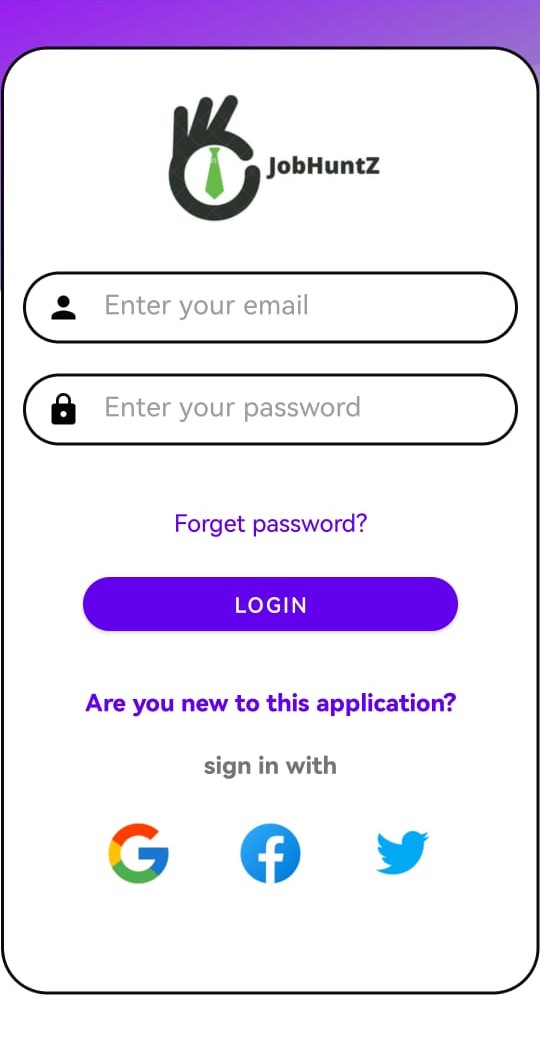 JobHuntZ
Enter your email
Enter your password
Forget password?
LOGIN
Are you new to this application?
sign in with